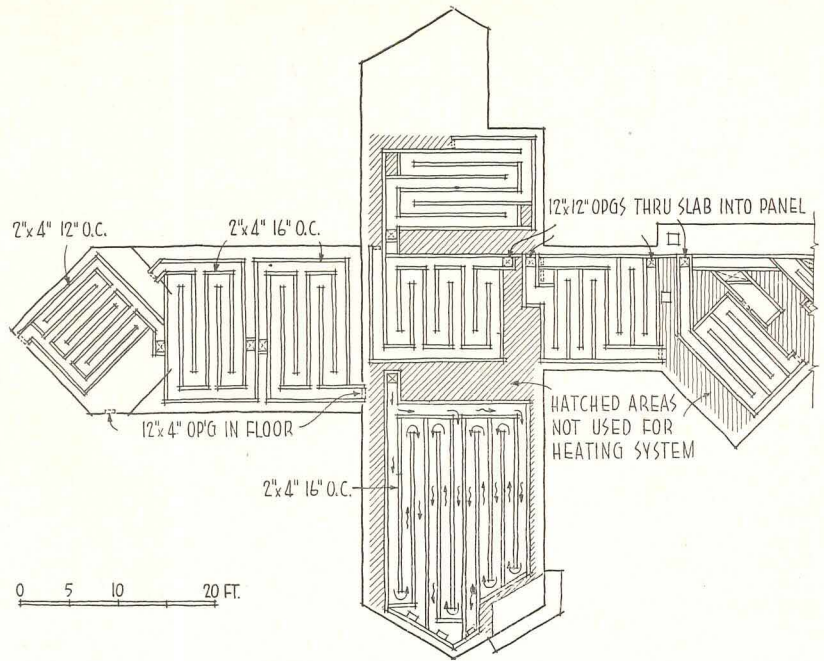 12"x12" OPGS THRU SLAB INTO PANEL
2"x 4" 12" O.C.
2"x 4" 16" O.C.
12"x 4" OP'G IN FLOOR
HATCHED AREAS
NOT USED FOR
HEATING SYSTEM
2"x 4" 16" O.C.
0 5 10 20 FT.